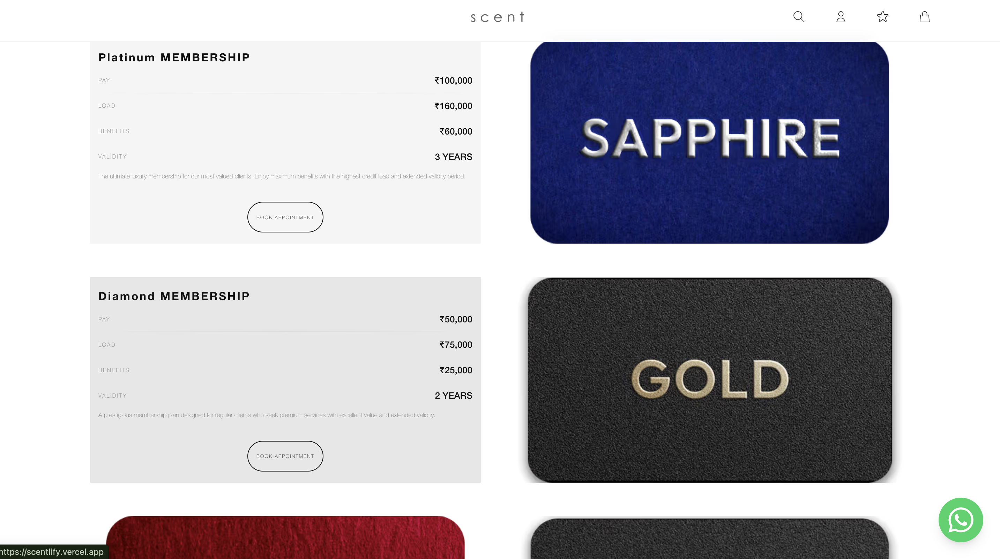 scent
Platinum MEMBERSHIP
PAY ₹100,000
LOAD ₹160,000
BENEFITS ₹60,000
VALIDITY 3 YEARS
The ultimate luxury membership for our most valued clients. Enjoy maximum benefits with the highest credit load and extended validity period.
BOOK APPOINTMENT
SAPPHIRE
Diamond MEMBERSHIP
PAY ₹50,000
LOAD ₹75,000
BENEFITS ₹25,000
VALIDITY 2 YEARS
A prestigious membership plan designed for regular clients who seek premium services with excellent value and extended validity.
BOOK APPOINTMENT
GOLD
https://scentlify.vercel.app